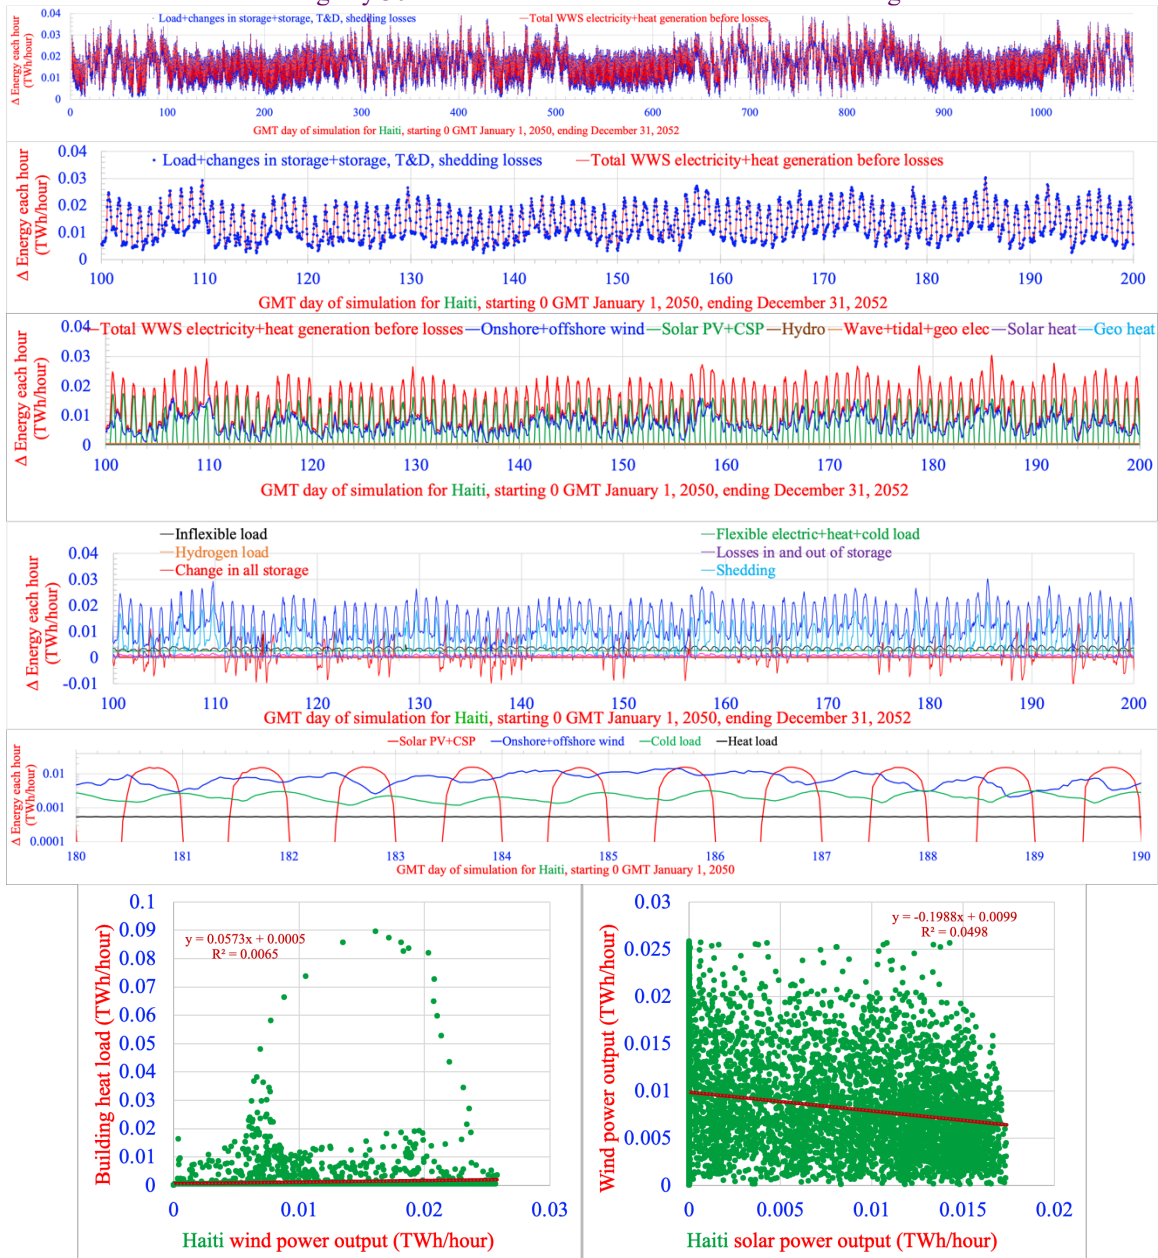 Load+changes in storage+storage, T&D, shedding losses
Total WWS electricity+heat generation before losses
Δ Energy each hour
(TWh/hour)
0.04
0.03
0.02
0.01
0
0 100 200 300 400 500 600 700 800 900 1000
GMT day of simulation for Haiti, starting 0 GMT January 1, 2050, ending December 31, 2052
Load+changes in storage+storage, T&D, shedding losses
Total WWS electricity+heat generation before losses
Δ Energy each hour
(TWh/hour)
0.04
0.03
0.02
0.01
0
100 110 120 130 140 150 160 170 180 190 200
GMT day of simulation for Haiti, starting 0 GMT January 1, 2050, ending December 31, 2052
Total WWS electricity+heat generation before losses Onshore+offshore wind Solar PV+CSP Hydro Wave+tidal+geo elec Solar heat Geo heat
Δ Energy each hour
(TWh/hour)
0.04
0.03
0.02
0.01
0
100 110 120 130 140 150 160 170 180 190 200
GMT day of simulation for Haiti, starting 0 GMT January 1, 2050, ending December 31, 2052
Inflexible load
Flexible electric+heat+cold load
Hydrogen load
Losses in and out of storage
Change in all storage
Shedding
Δ Energy each hour
(TWh/hour)
0.04
0.03
0.02
0.01
0
-0.01
100 110 120 130 140 150 160 170 180 190 200
GMT day of simulation for Haiti, starting 0 GMT January 1, 2050, ending December 31, 2052
Solar PV+CSP Onshore+offshore wind Cold load Heat load
Δ Energy each hour
(TWh/hour)
0.01
0.001
0.0001
180 181 182 183 184 185 186 187 188 189 190
GMT day of simulation for Haiti, starting 0 GMT January 1, 2050
Building heat load (TWh/hour)
0.1
0.09
0.08
0.07
0.06
0.05
0.04
0.03
0.02
0.01
0
y = 0.0573x + 0.0005
R² = 0.0065
0 0.01 0.02 0.03
Haiti wind power output (TWh/hour)
Wind power output (TWh/hour)
0.03
0.025
0.02
0.015
0.01
0.005
0
y = -0.1988x + 0.0099
R² = 0.0498
0 0.005 0.01 0.015 0.02
Haiti solar power output (TWh/hour)